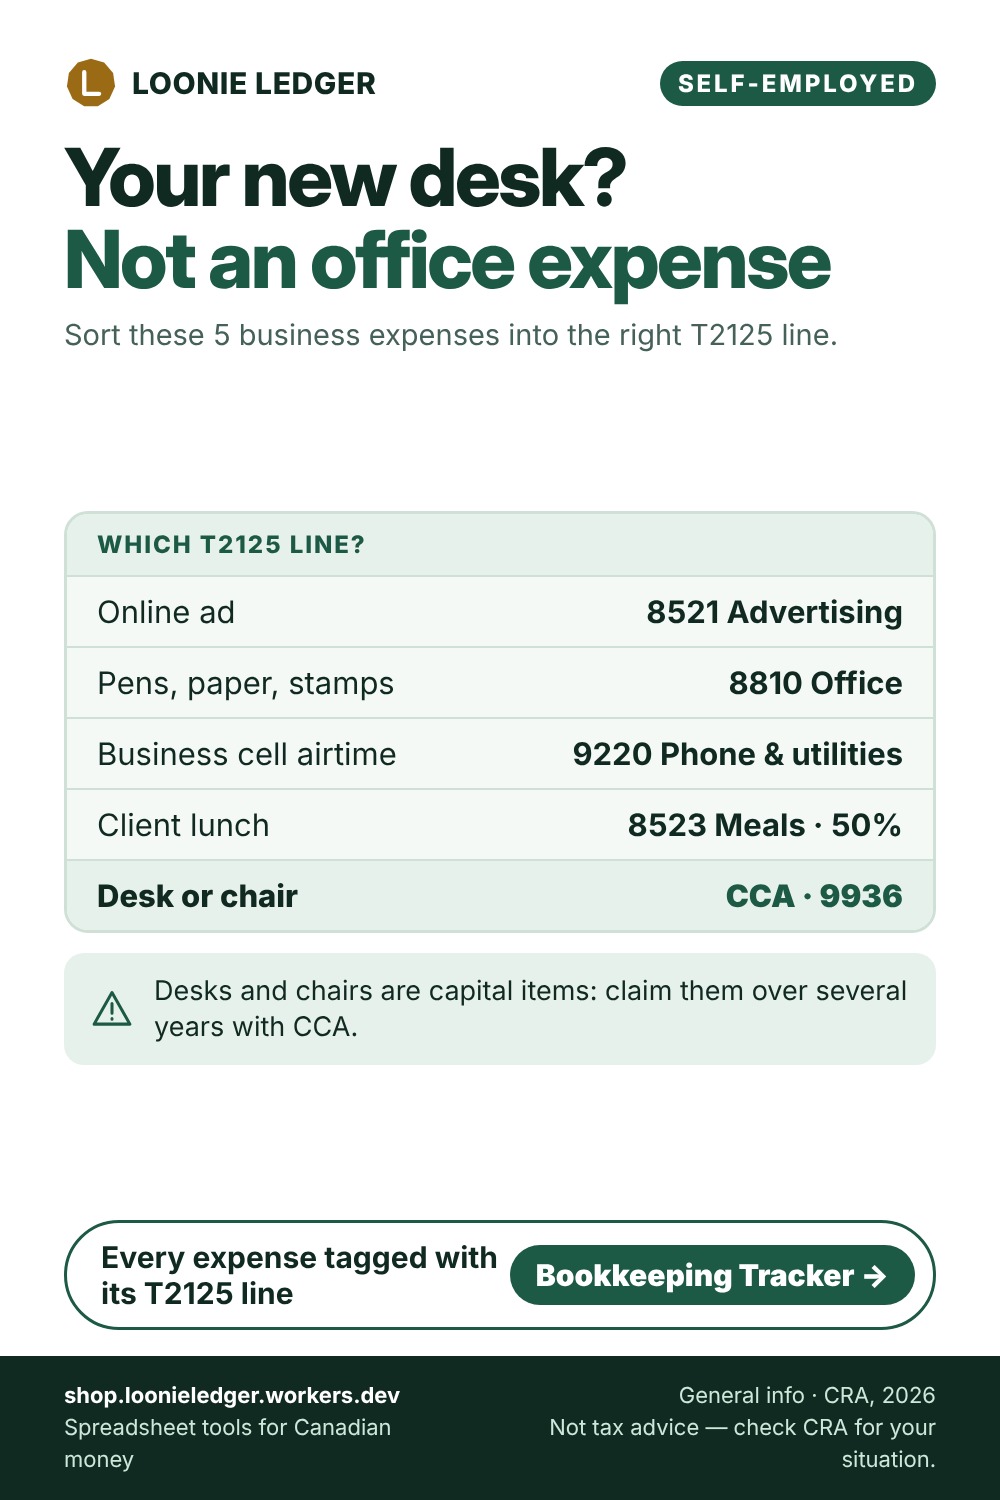 L LOONIE LEDGER
SELF-EMPLOYED
Your new desk?
Not an office expense
Sort these 5 business expenses into the right T2125 line.
WHICH T2125 LINE?
Online ad 8521 Advertising
Pens, paper, stamps 8810 Office
Business cell airtime 9220 Phone & utilities
Client lunch 8523 Meals · 50%
Desk or chair CCA · 9936
Desks and chairs are capital items: claim them over several
years with CCA.
Every expense tagged with
its T2125 line
Bookkeeping Tracker →
shop.loonieledger.workers.dev
Spreadsheet tools for Canadian
money
General info · CRA, 2026
Not tax advice — check CRA for your
situation.